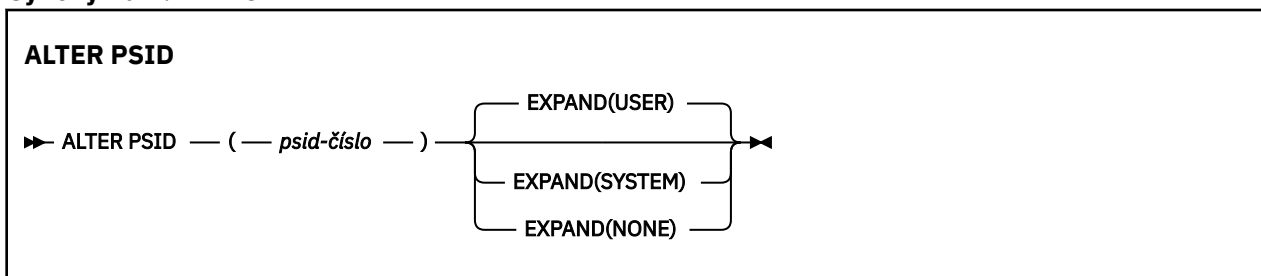 ALTER PSID
EXPAND(USER)
ALTER PSID ( psid-číslo )
EXPAND(SYSTEM)
EXPAND(NONE)